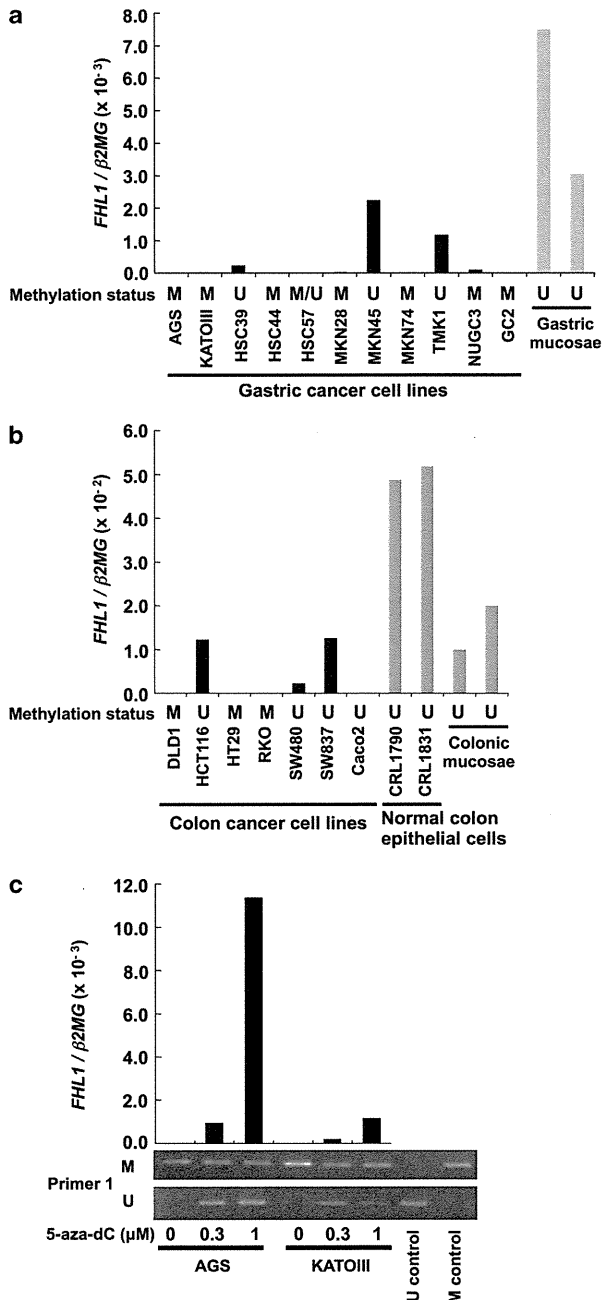 a
FHL1 / β2MG (x 10⁻³)
8.0
7.0
6.0
5.0
4.0
3.0
2.0
1.0
0.0
Methylation status M M U M M/U M U M U M M U U
AGS KATOIII HSC39 HSC44 HSC57 MKN28 MKN45 MKN74 TMK1 NUGC3 GC2
Gastric
mucosae
Gastric cancer cell lines
b
FHL1 / β2MG (x 10⁻²)
6.0
5.0
4.0
3.0
2.0
1.0
0.0
Methylation status M U M M U U U U U U U
DLD1 HCT116 HT29 RKO SW480 SW837 Caco2 CRL1790 CRL1831
Colonic
mucosae
Colon cancer cell lines
Normal colon
epithelial cells
c
FHL1 / β2MG (x 10⁻³)
12.0
10.0
8.0
6.0
4.0
2.0
0.0
Primer 1
M
U
5-aza-dC (μM) 0 0.3 1 0 0.3 1
AGS KATOIII
U control
M control